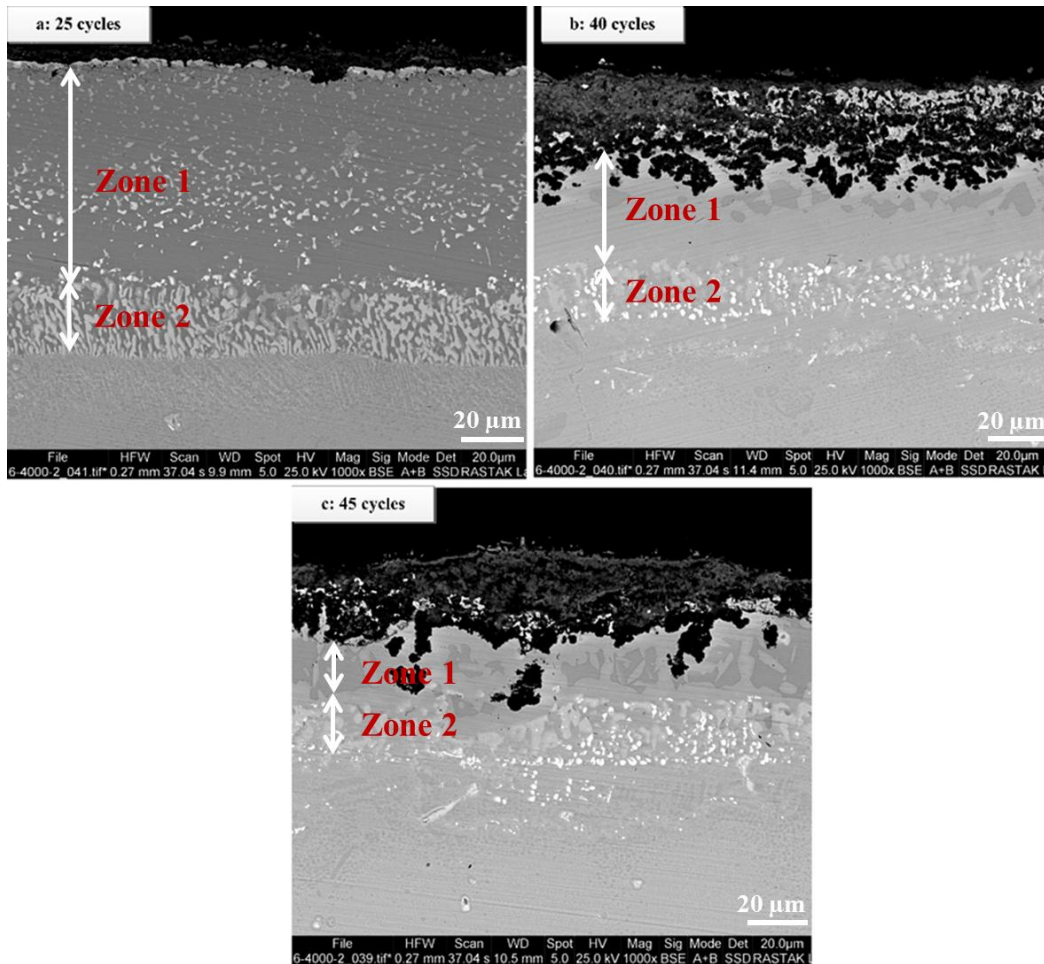 a: 25 cycles
Zone 1
Zone 2
20 µm
File HFW Scan WD Spot HV Mag Sig Mode Det 20.0µm
6-4000-2_041.tif* 0.27 mm 37.04 s 9.9 mm 5.0 25.0 kV 1000x BSE A+B SSD RASTAK La
b: 40 cycles
Zone 1
Zone 2
20 µm
File HFW Scan WD Spot HV Mag Sig Mode Det 20.0µm
6-4000-2_040.tif* 0.27 mm 37.04 s 11.4 mm 5.0 25.0 kV 1000x BSE A+B SSD RASTAK La
c: 45 cycles
Zone 1
Zone 2
20 µm
File HFW Scan WD Spot HV Mag Sig Mode Det 20.0µm
6-4000-2_039.tif* 0.27 mm 37.04 s 10.5 mm 5.0 25.0 kV 1000x BSE A+B SSD RASTAK La